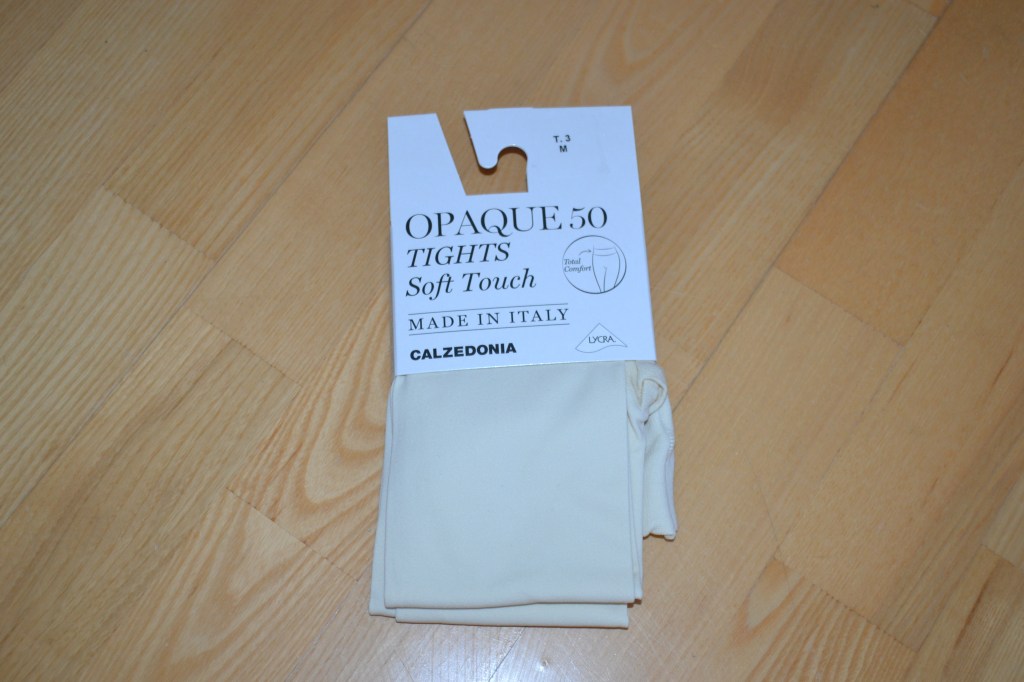 T. 3
M
OPAQUE 50
TIGHTS
Soft Touch
Total
Comfort
MADE IN ITALY
CALZEDONIA
LYCRA.